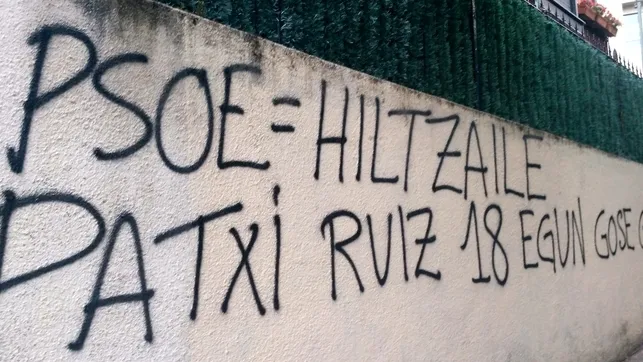 PSOE = HILTZAILE
PATXi RUIZ 18 EGUN GOSE